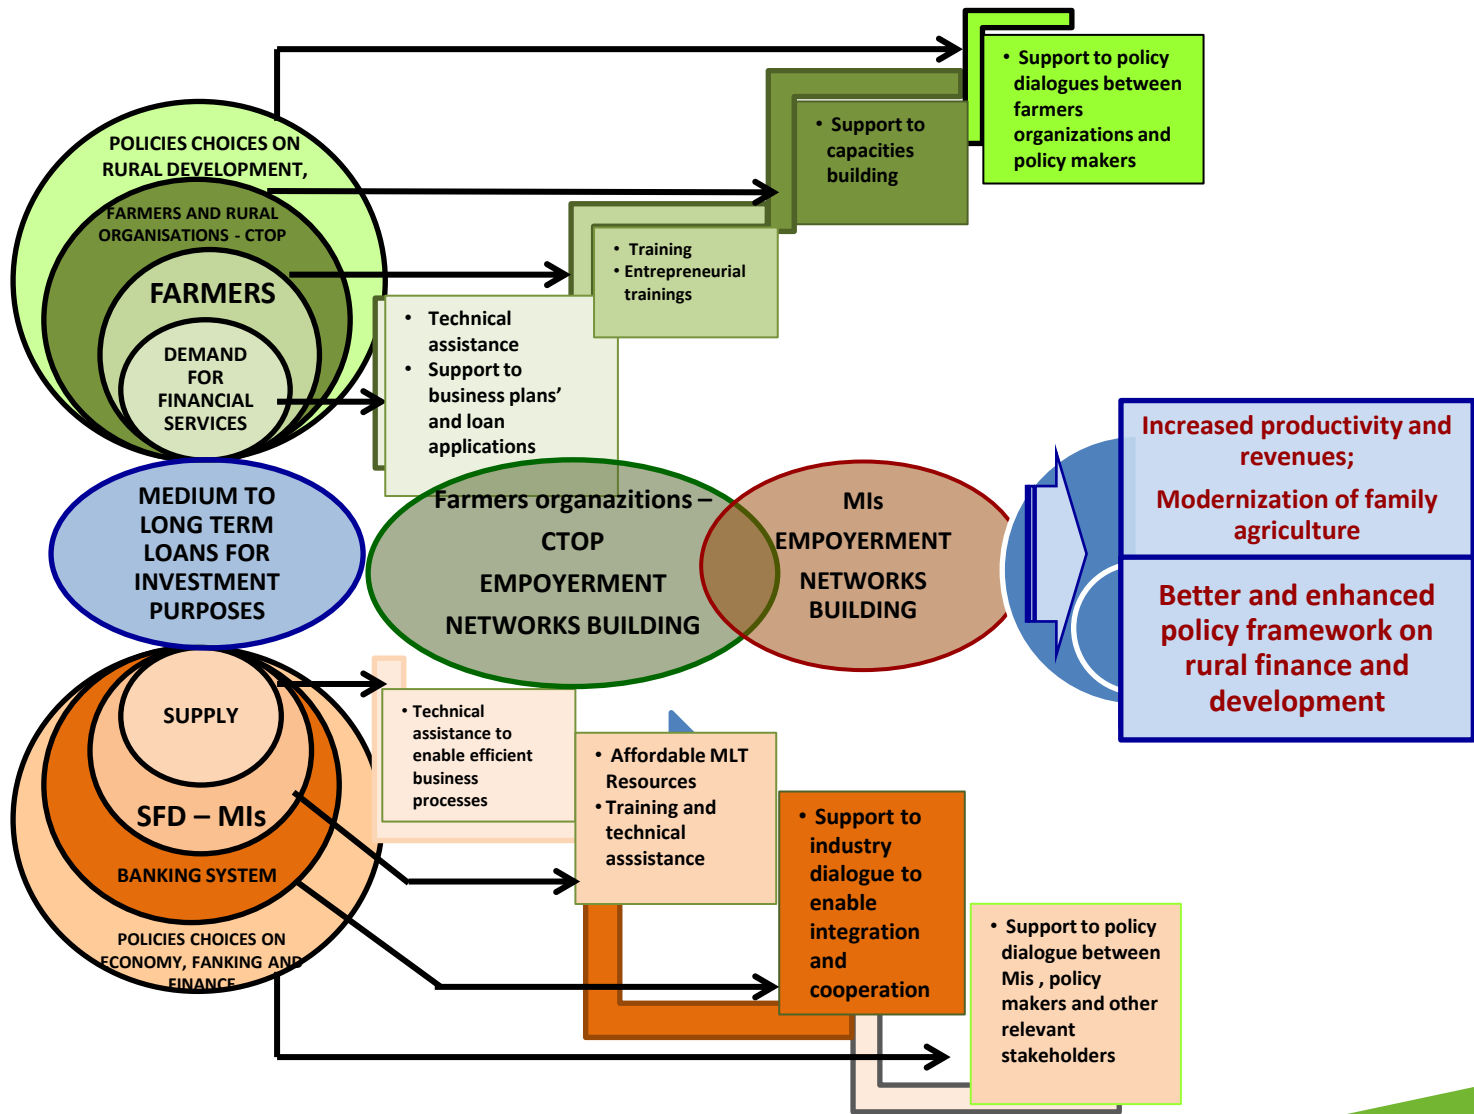 POLICIES CHOICES ON
RURAL DEVELOPMENT,
FARMERS AND RURAL
ORGANISATIONS - CTOP
FARMERS
DEMAND
FOR
FINANCIAL
SERVICES
• Technical
assistance
• Support to
business plans’
and loan
applications
• Training
• Entrepreneurial
trainings
• Support to
capacities
building
• Support to policy
dialogues between
farmers
organizations and
policy makers
MEDIUM TO
LONG TERM
LOANS FOR
INVESTMENT
PURPOSES
Farmers organazitions –
CTOP
EMPOYERMENT
NETWORKS BUILDING
MIs
EMPOYERMENT
NETWORKS
BUILDING
Increased productivity and
revenues;
Modernization of family
agriculture
Better and enhanced
policy framework on
rural finance and
development
SUPPLY
SFD – MIs
BANKING SYSTEM
POLICIES CHOICES ON
ECONOMY, FANKING AND
FINANCE
• Technical
assistance to
enable efficient
business
processes
• Affordable MLT
Resources
• Training and
technical
asssistance
• Support to
industry
dialogue to
enable
integration
and
cooperation
• Support to policy
dialogue between
Mis , policy
makers and other
relevant
stakeholders